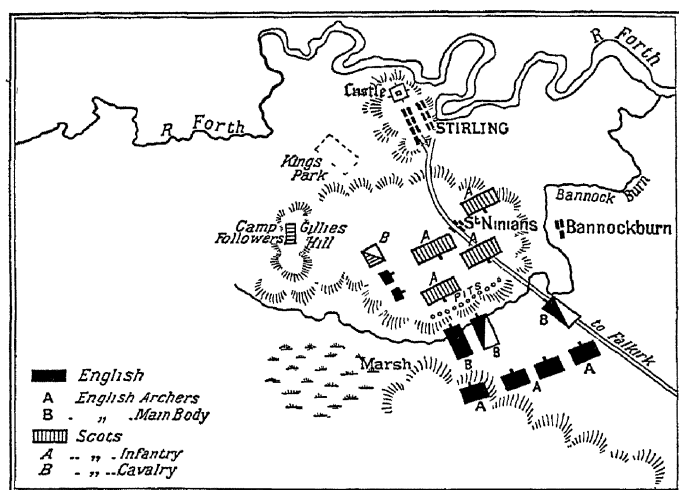 R. Forth
Castle
R. Forth
STIRLING
Kings
Park
Bannock Burn
A
St Ninians
Bannockburn
Camp Gillies
Followers Hill
B
A
A
A
PITS
B
to Falkirk
Marsh
B
B
A
A
A
A
English
A English Archers
B . „ . Main Body
Scots
A .. „ .. Infantry
B . „ .. Cavalry